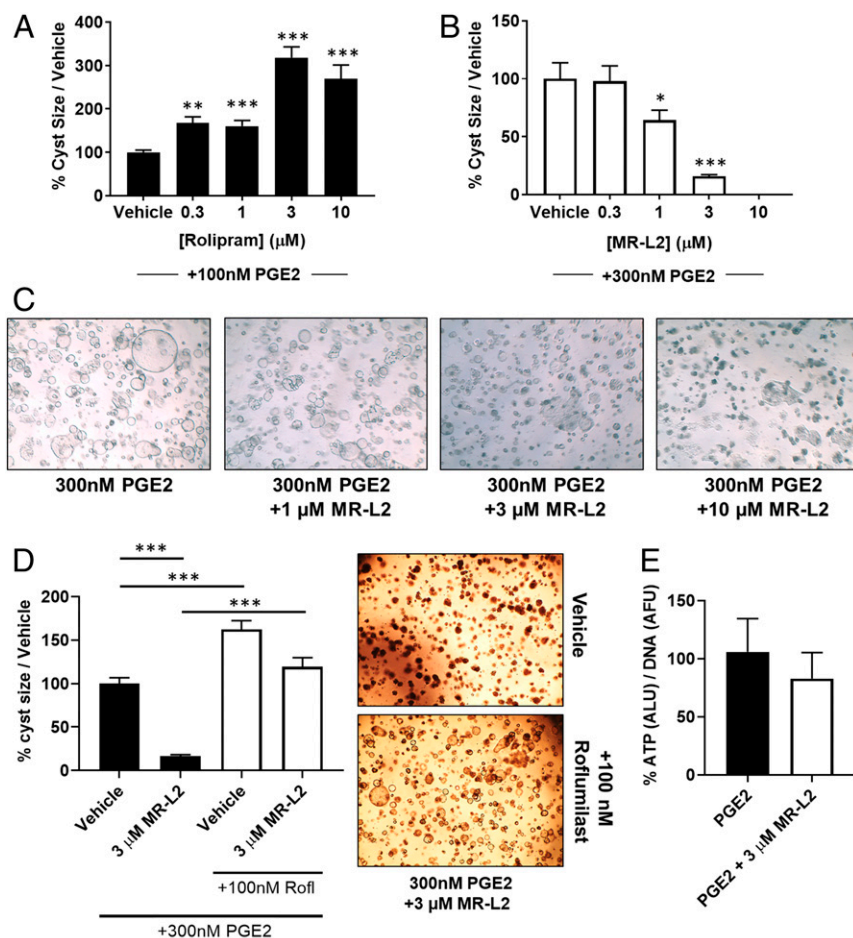 A
% Cyst Size / Vehicle
400
300
200
100
0
**
***
***
***
Vehicle 0.3 1 3 10
[Rolipram] (μM)
+100nM PGE2
B
% Cyst Size / Vehicle
150
100
50
0
*
***
Vehicle 0.3 1 3 10
[MR-L2] (μM)
+300nM PGE2
C
300nM PGE2
300nM PGE2
+1 μM MR-L2
300nM PGE2
+3 μM MR-L2
300nM PGE2
+10 μM MR-L2
D
% cyst size / Vehicle
200
150
100
50
0
***
***
***
Vehicle
3 μM MR-L2
Vehicle
3 μM MR-L2
+100nM Rofl
+300nM PGE2
Vehicle
+100 nM
Roflumilast
300nM PGE2
+3 μM MR-L2
E
% ATP (ALU) / DNA (AFU)
150
100
50
0
PGE2
PGE2 + 3 μM MR-L2